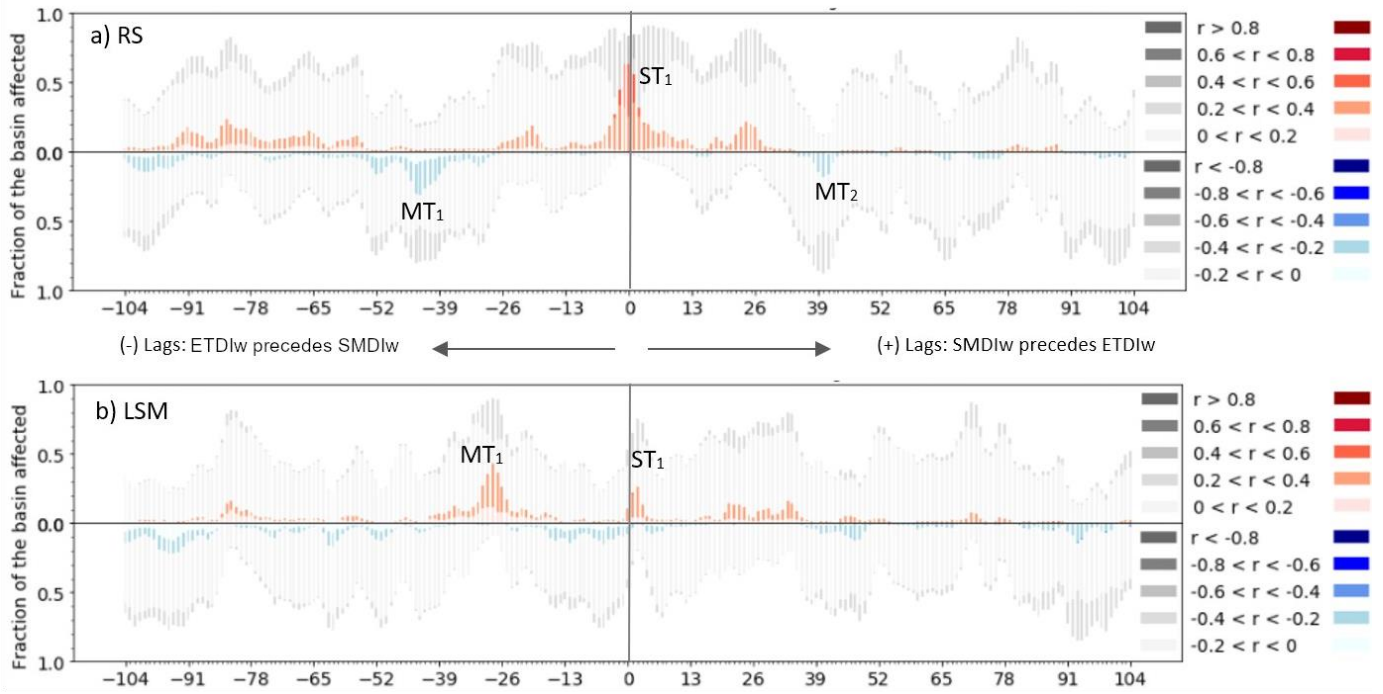 a) RS
ST₁
MT₁
MT₂
Fraction of the basin affected
1.0
0.5
0.0
0.5
1.0
−104 −91 −78 −65 −52 −39 −26 −13 0 13 26 39 52 65 78 91 104
r > 0.8
0.6 < r < 0.8
0.4 < r < 0.6
0.2 < r < 0.4
0 < r < 0.2
r < -0.8
-0.8 < r < -0.6
-0.6 < r < -0.4
-0.4 < r < -0.2
-0.2 < r < 0
(-) Lags: ETDIw precedes SMDIw
(+) Lags: SMDIw precedes ETDIw
b) LSM
MT₁
ST₁
Fraction of the basin affected
1.0
0.5
0.0
0.5
1.0
−104 −91 −78 −65 −52 −39 −26 −13 0 13 26 39 52 65 78 91 104
r > 0.8
0.6 < r < 0.8
0.4 < r < 0.6
0.2 < r < 0.4
0 < r < 0.2
r < -0.8
-0.8 < r < -0.6
-0.6 < r < -0.4
-0.4 < r < -0.2
-0.2 < r < 0